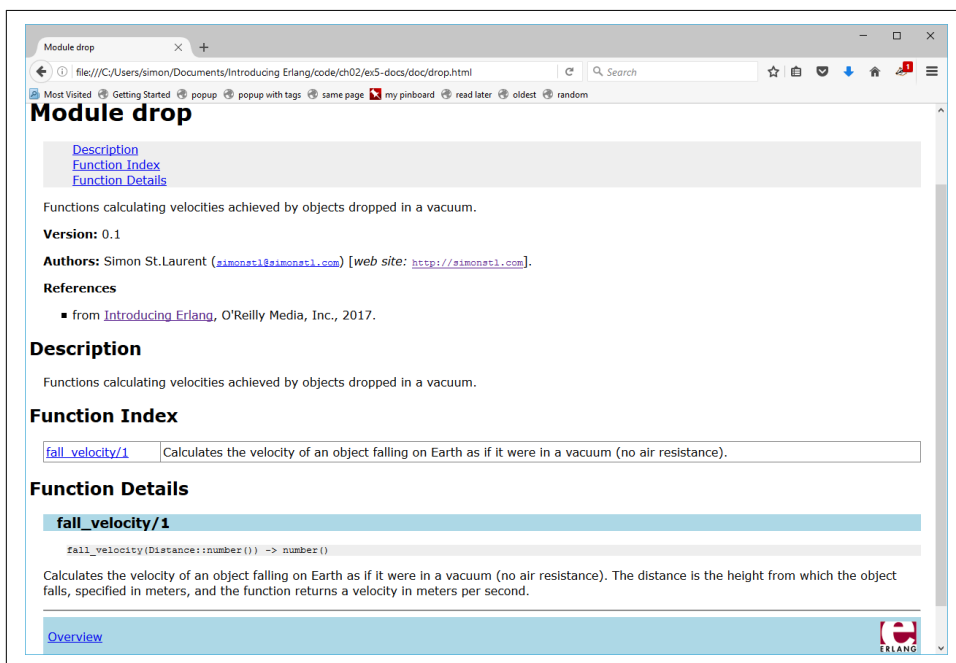 Module drop
file:///C:/Users/simon/Documents/Introducing Erlang/code/ch02/ex5-docs/doc/drop.html
Search
1
Most Visited Getting Started popup popup with tags same page my pinboard read later oldest random
Module drop
Description
Function Index
Function Details
Functions calculating velocities achieved by objects dropped in a vacuum.
Version: 0.1
Authors: Simon St.Laurent (simonstl@simonstl.com) [web site: http://simonstl.com].
References
from Introducing Erlang, O'Reilly Media, Inc., 2017.
Description
Functions calculating velocities achieved by objects dropped in a vacuum.
Function Index
fall_velocity/1 Calculates the velocity of an object falling on Earth as if it were in a vacuum (no air resistance).
Function Details
fall_velocity/1
fall_velocity(Distance::number()) -> number()
Calculates the velocity of an object falling on Earth as if it were in a vacuum (no air resistance). The distance is the height from which the object
falls, specified in meters, and the function returns a velocity in meters per second.
Overview
ERLANG